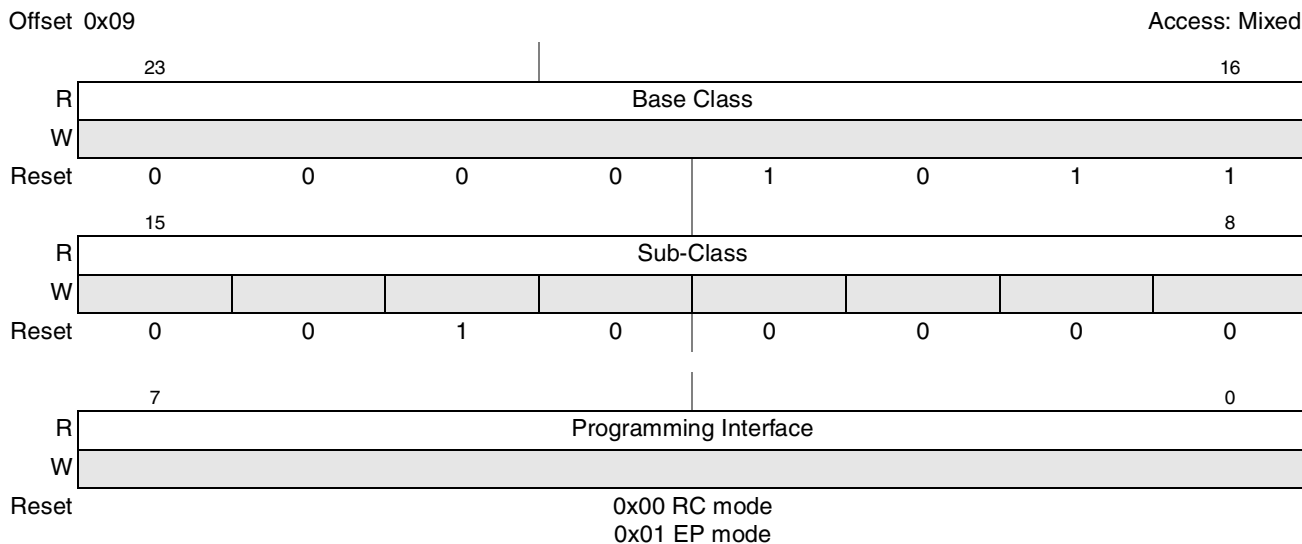 Offset 0x09 Access: Mixed
23 16
R Base Class
W
Reset 0 0 0 0 1 0 1 1
15 8
R Sub-Class
W
Reset 0 0 1 0 0 0 0 0
7 0
R Programming Interface
W
Reset 0x00 RC mode
0x01 EP mode